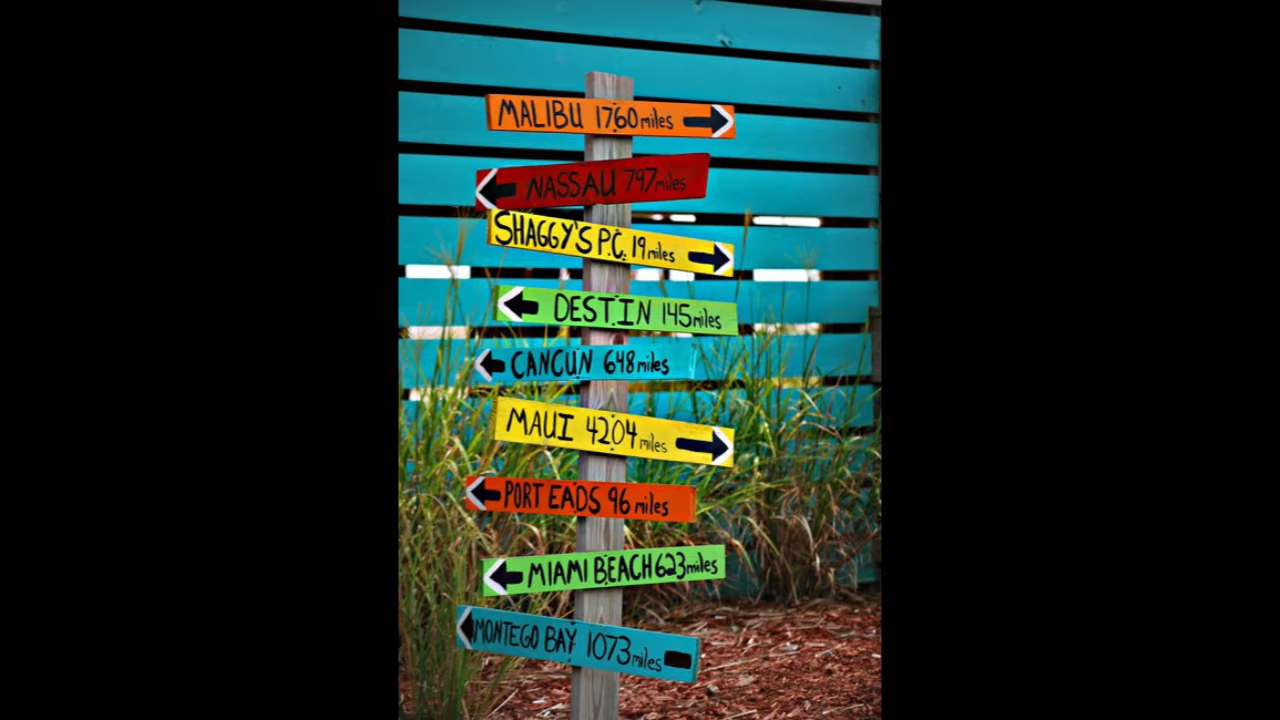 MALIBU 1760 miles
NASSAU 797 miles
SHAGGY'S P.C. 19 miles
DESTIN 145 miles
CANCUN 648 miles
MAUI 4204 miles
PORT EADS 96 miles
MIAMI BEACH 623 miles
MONTEGO BAY 1073 miles